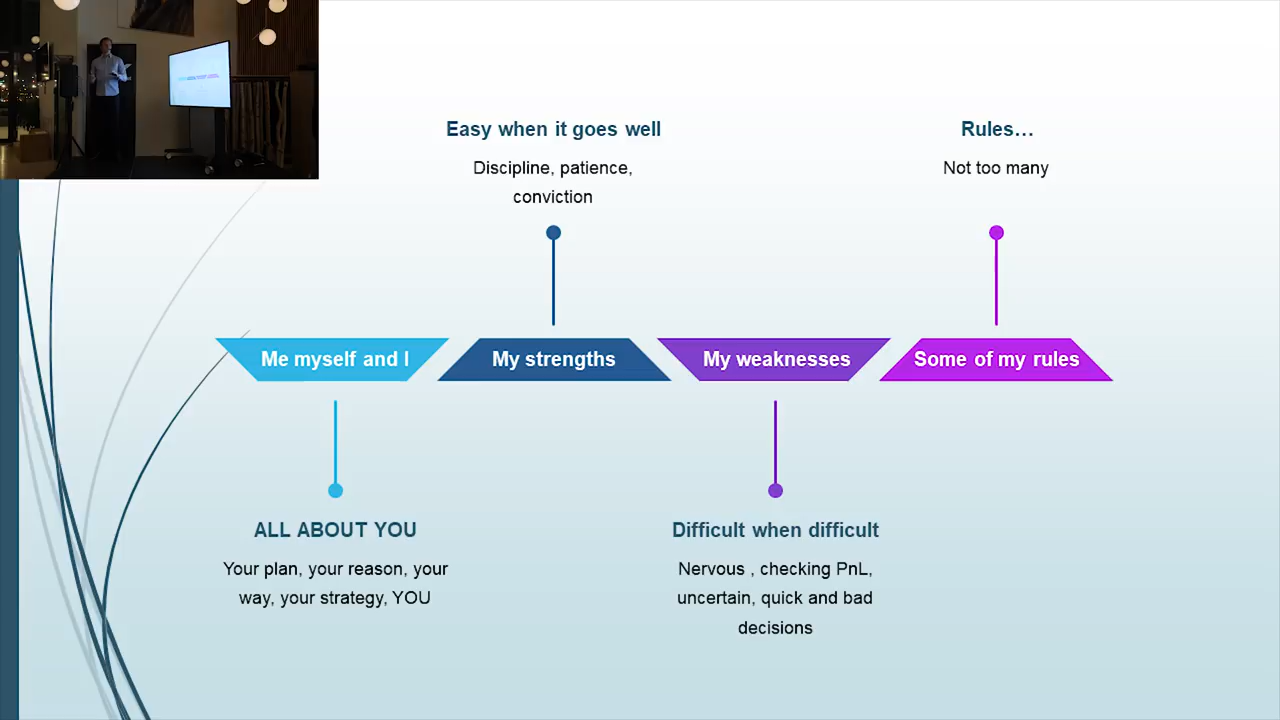 Easy when it goes well
Discipline, patience,
conviction
Rules...
Not too many
Me myself and I
My strengths
My weaknesses
Some of my rules
ALL ABOUT YOU
Your plan, your reason, your
way, your strategy, YOU
Difficult when difficult
Nervous , checking PnL,
uncertain, quick and bad
decisions